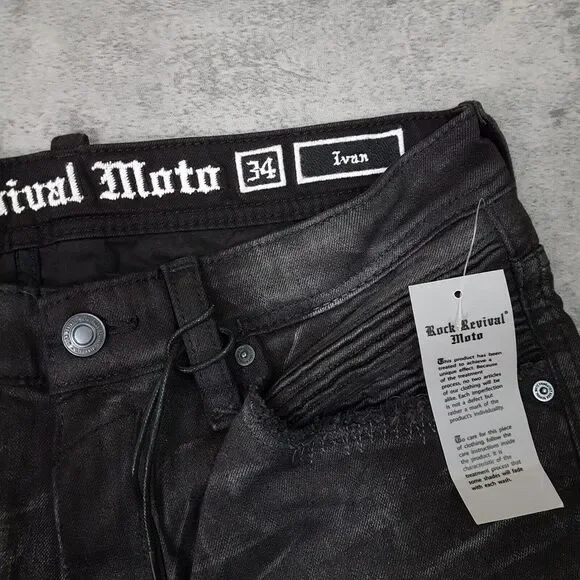 vival Moto 34 Ivan
Rock Revival®
Moto
This product has been
treated to achieve a
unique effect. Because
of the treatment
process, no two articles
of our clothing will be
alike. Each imperfection
is not a defect but
rather a mark of the
product's individuality.
To care for this piece
of clothing, follow the
care instructions inside
the product. It is
characteristic of the
treatment process that
some shades will fade
with each wash.